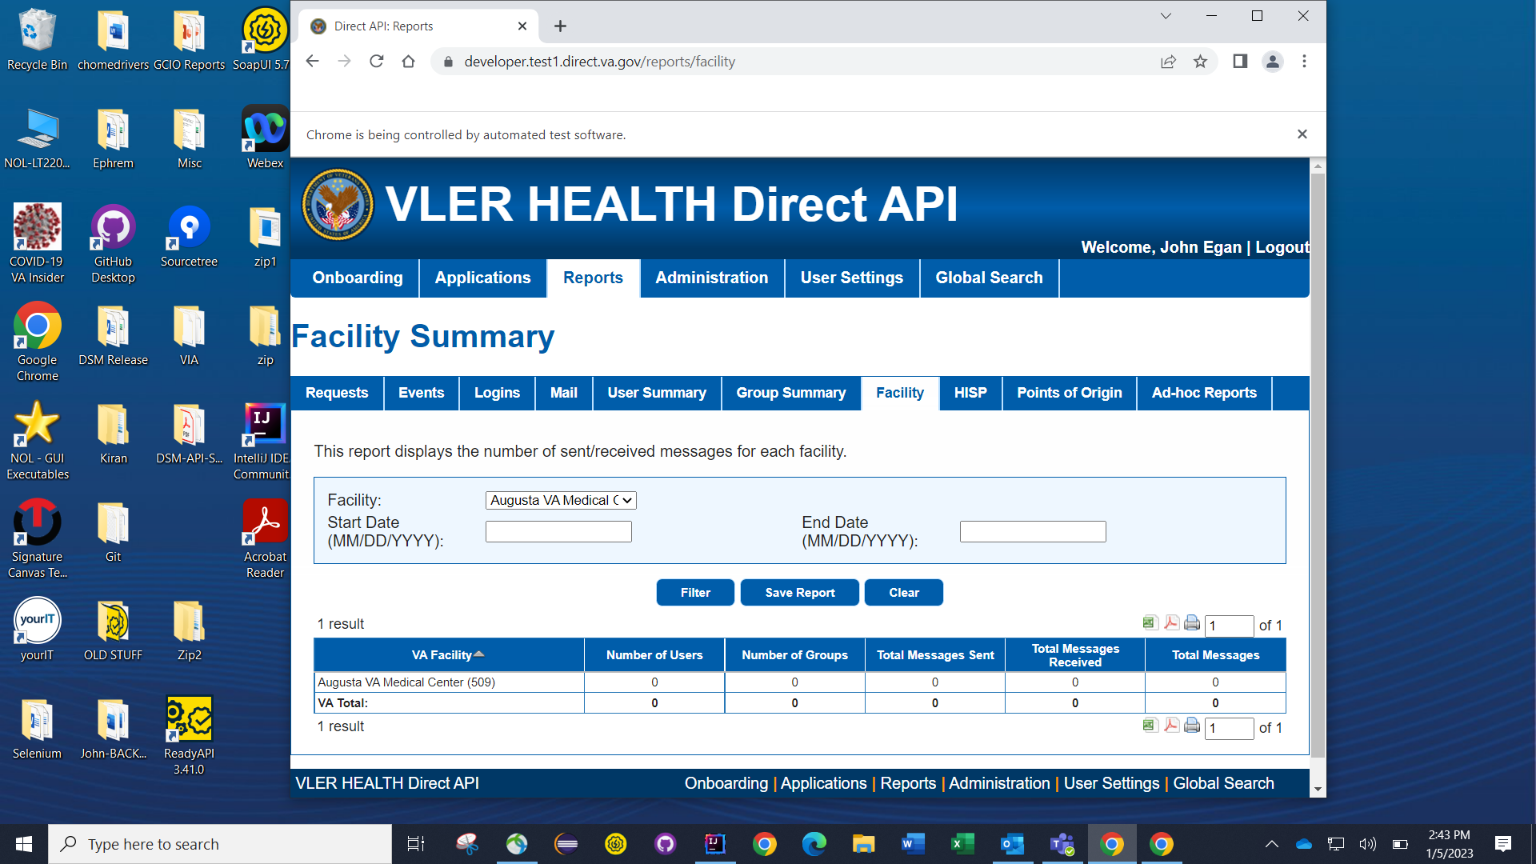 Recycle Bin
chomedrivers
GCIO Reports
SoapUI 5.7
NOL-LT220...
Ephrem
Misc
Webex
COVID-19
VA Insider
GitHub
Desktop
Sourcetree
zip1
Google
Chrome
DSM Release
VIA
zip
NOL - GUI
Executables
Kiran
DSM-API-S...
IJ
IntelliJ IDE
Communit
Signature
Canvas Te...
Git
Acrobat
Reader
yourIT
yourIT
OLD STUFF
Zip2
Selenium
John-BACK...
ReadyAPI
3.41.0
Direct API: Reports
developer.test1.direct.va.gov/reports/facility
Chrome is being controlled by automated test software.
VLER HEALTH Direct API
Welcome, John Egan | Logout
Onboarding
Applications
Reports
Administration
User Settings
Global Search
Facility Summary
Requests
Events
Logins
Mail
User Summary
Group Summary
Facility
HISP
Points of Origin
Ad-hoc Reports
This report displays the number of sent/received messages for each facility.
Facility:
Augusta VA Medical C
Start Date
(MM/DD/YYYY):
End Date
(MM/DD/YYYY):
Filter
Save Report
Clear
1 result
1 of 1
VA Facility
Number of Users
Number of Groups
Total Messages Sent
Total Messages
Received
Total Messages
Augusta VA Medical Center (509) 0 0 0 0 0
VA Total: 0 0 0 0 0
1 result
1 of 1
VLER HEALTH Direct API
Onboarding | Applications | Reports | Administration | User Settings | Global Search
Type here to search
IJ
2:43 PM
1/5/2023